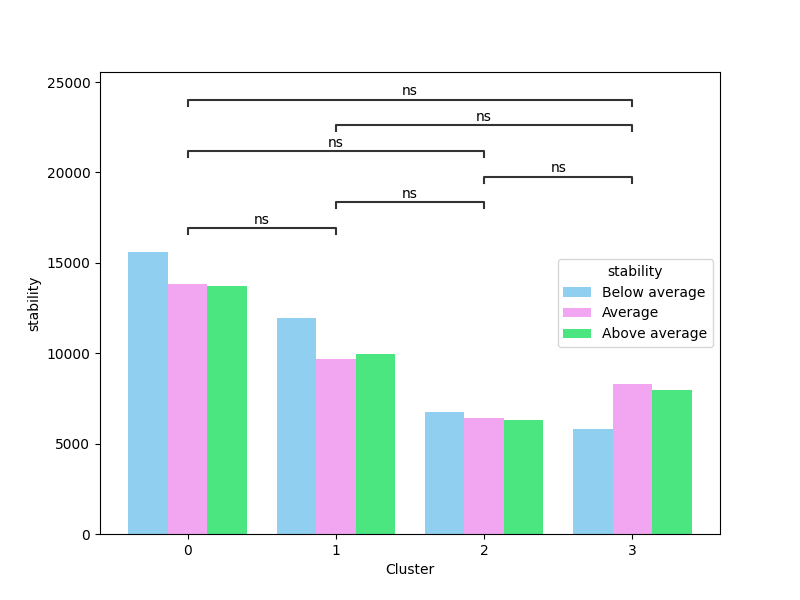 25000
20000
15000
10000
5000
0
stability
ns
ns
ns
ns
ns
ns
stability
Below average
Average
Above average
0 1 2 3
Cluster